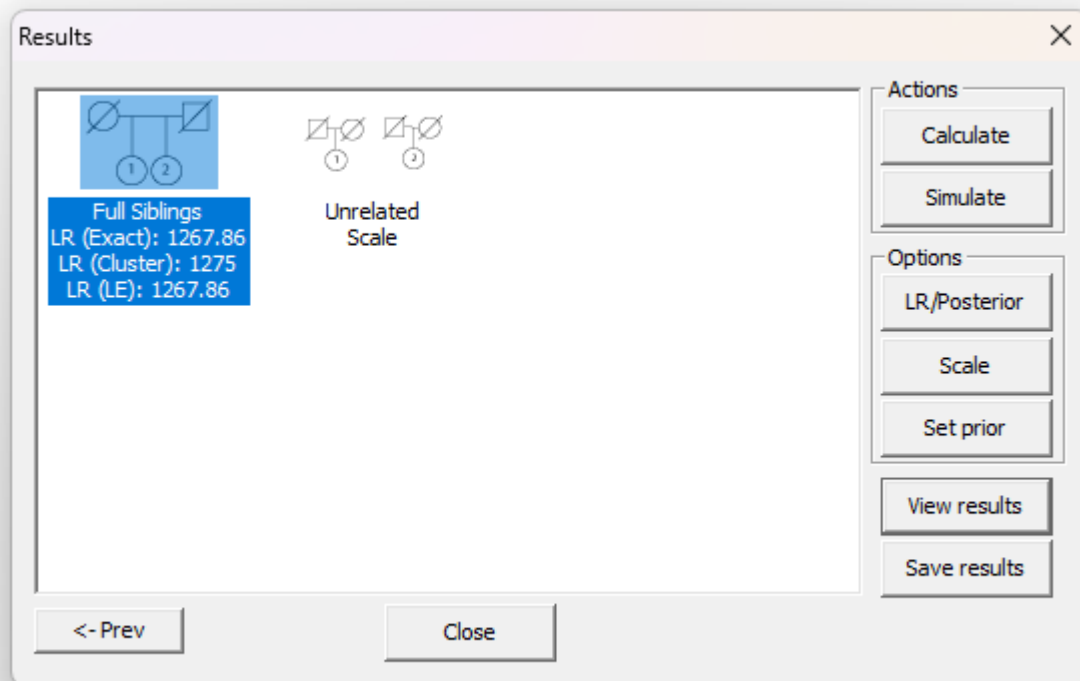 Results
1 2
Full Siblings
LR (Exact): 1267.86
LR (Cluster): 1275
LR (LE): 1267.86
1 2
Unrelated
Scale
Actions
Calculate
Simulate
Options
LR/Posterior
Scale
Set prior
View results
Save results
<- Prev
Close